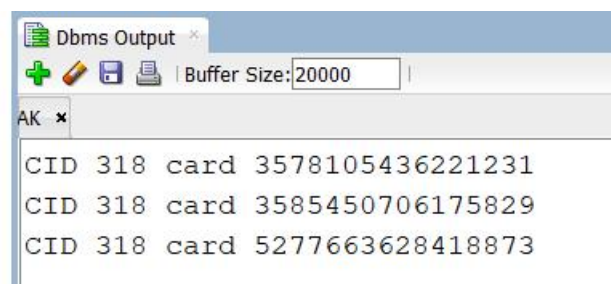 Dbms Output
Buffer Size: 20000
AK
CID 318 card 3578105436221231
CID 318 card 3585450706175829
CID 318 card 5277663628418873